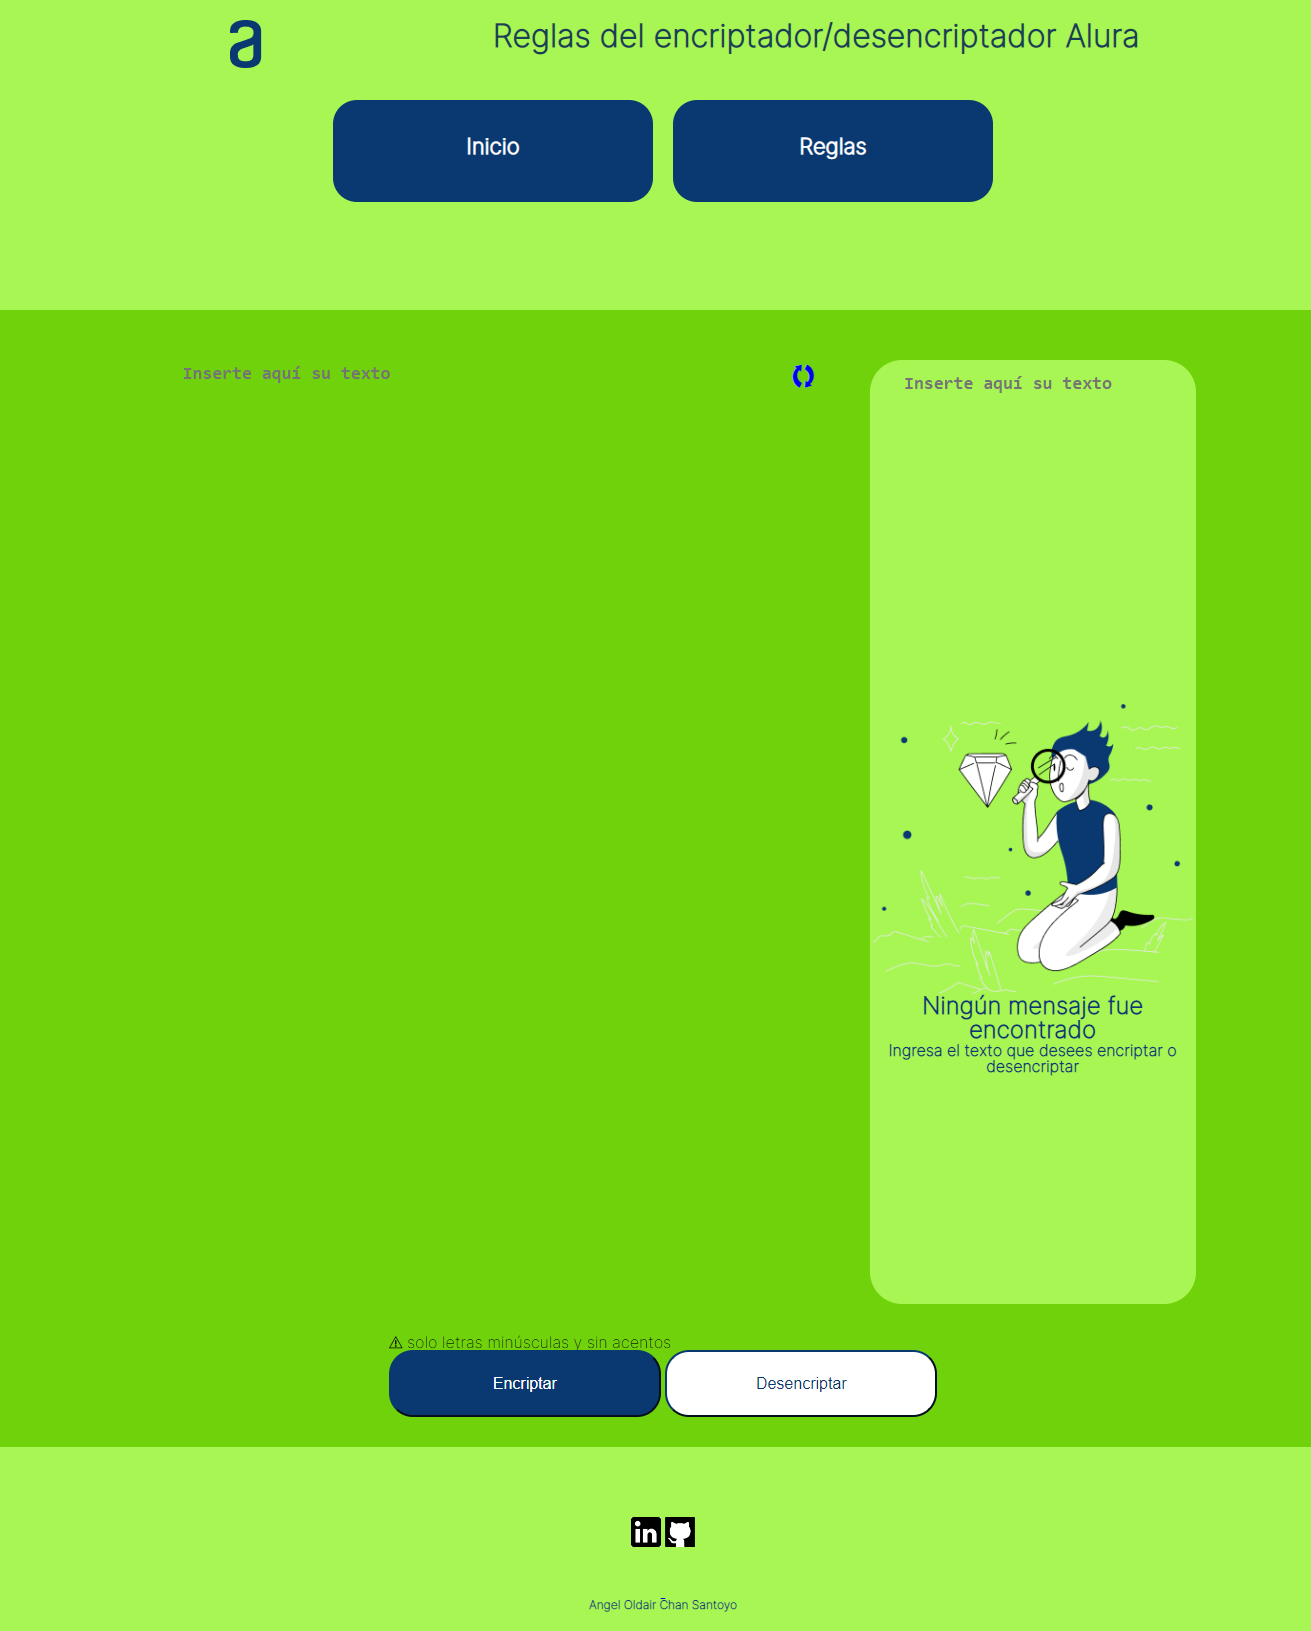 a
Reglas del encriptador/desencriptador Alura
Inicio
Reglas
Inserte aquí su texto
Inserte aquí su texto
Ningún mensaje fue
encontrado
Ingresa el texto que desees encriptar o
desencriptar
⚠ solo letras minúsculas y sin acentos
Encriptar
Desencriptar
in
Angel Oldair Chan Santoyo